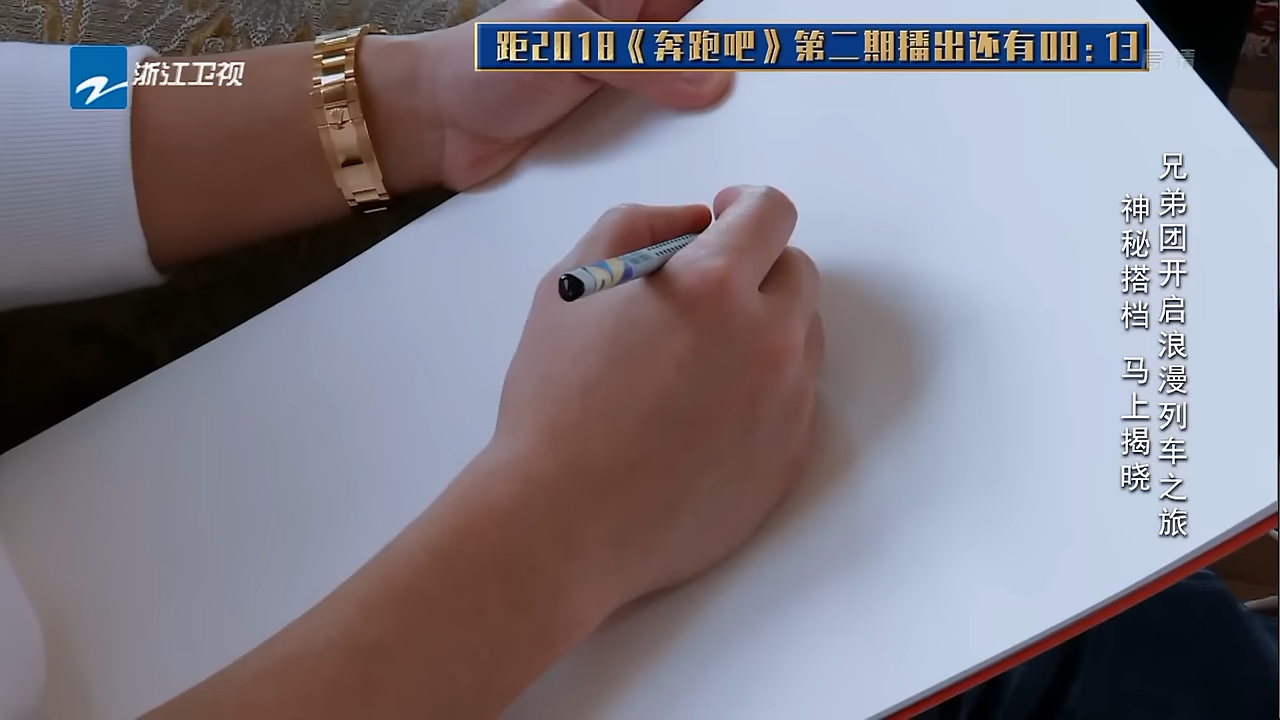 距2018《奔跑吧》第二期播出还有08:13
浙江卫视
高清
兄弟团开启浪漫列车之旅
神秘搭档 马上揭晓